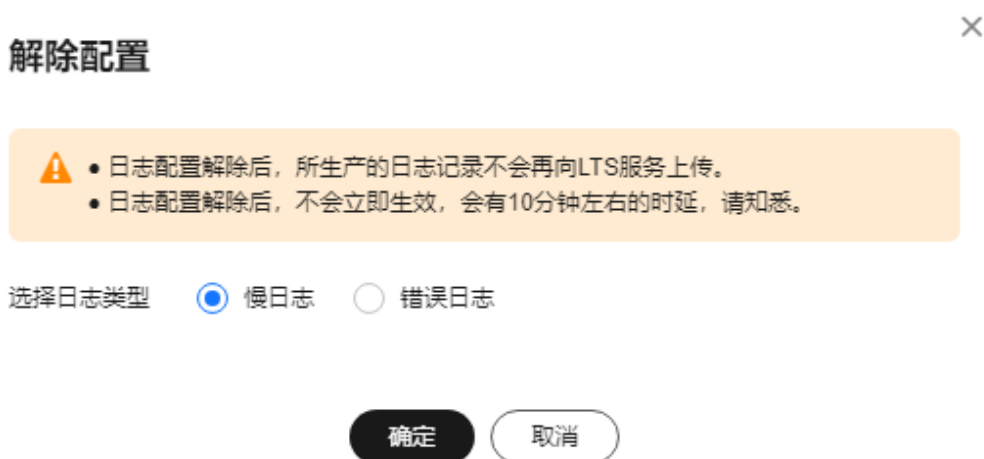 解除配置
● 日志配置解除后，所生产的日志记录不会再向LTS服务上传。
● 日志配置解除后，不会立即生效，会有10分钟左右的时延，请知悉。
选择日志类型 慢日志 错误日志
确定 取消